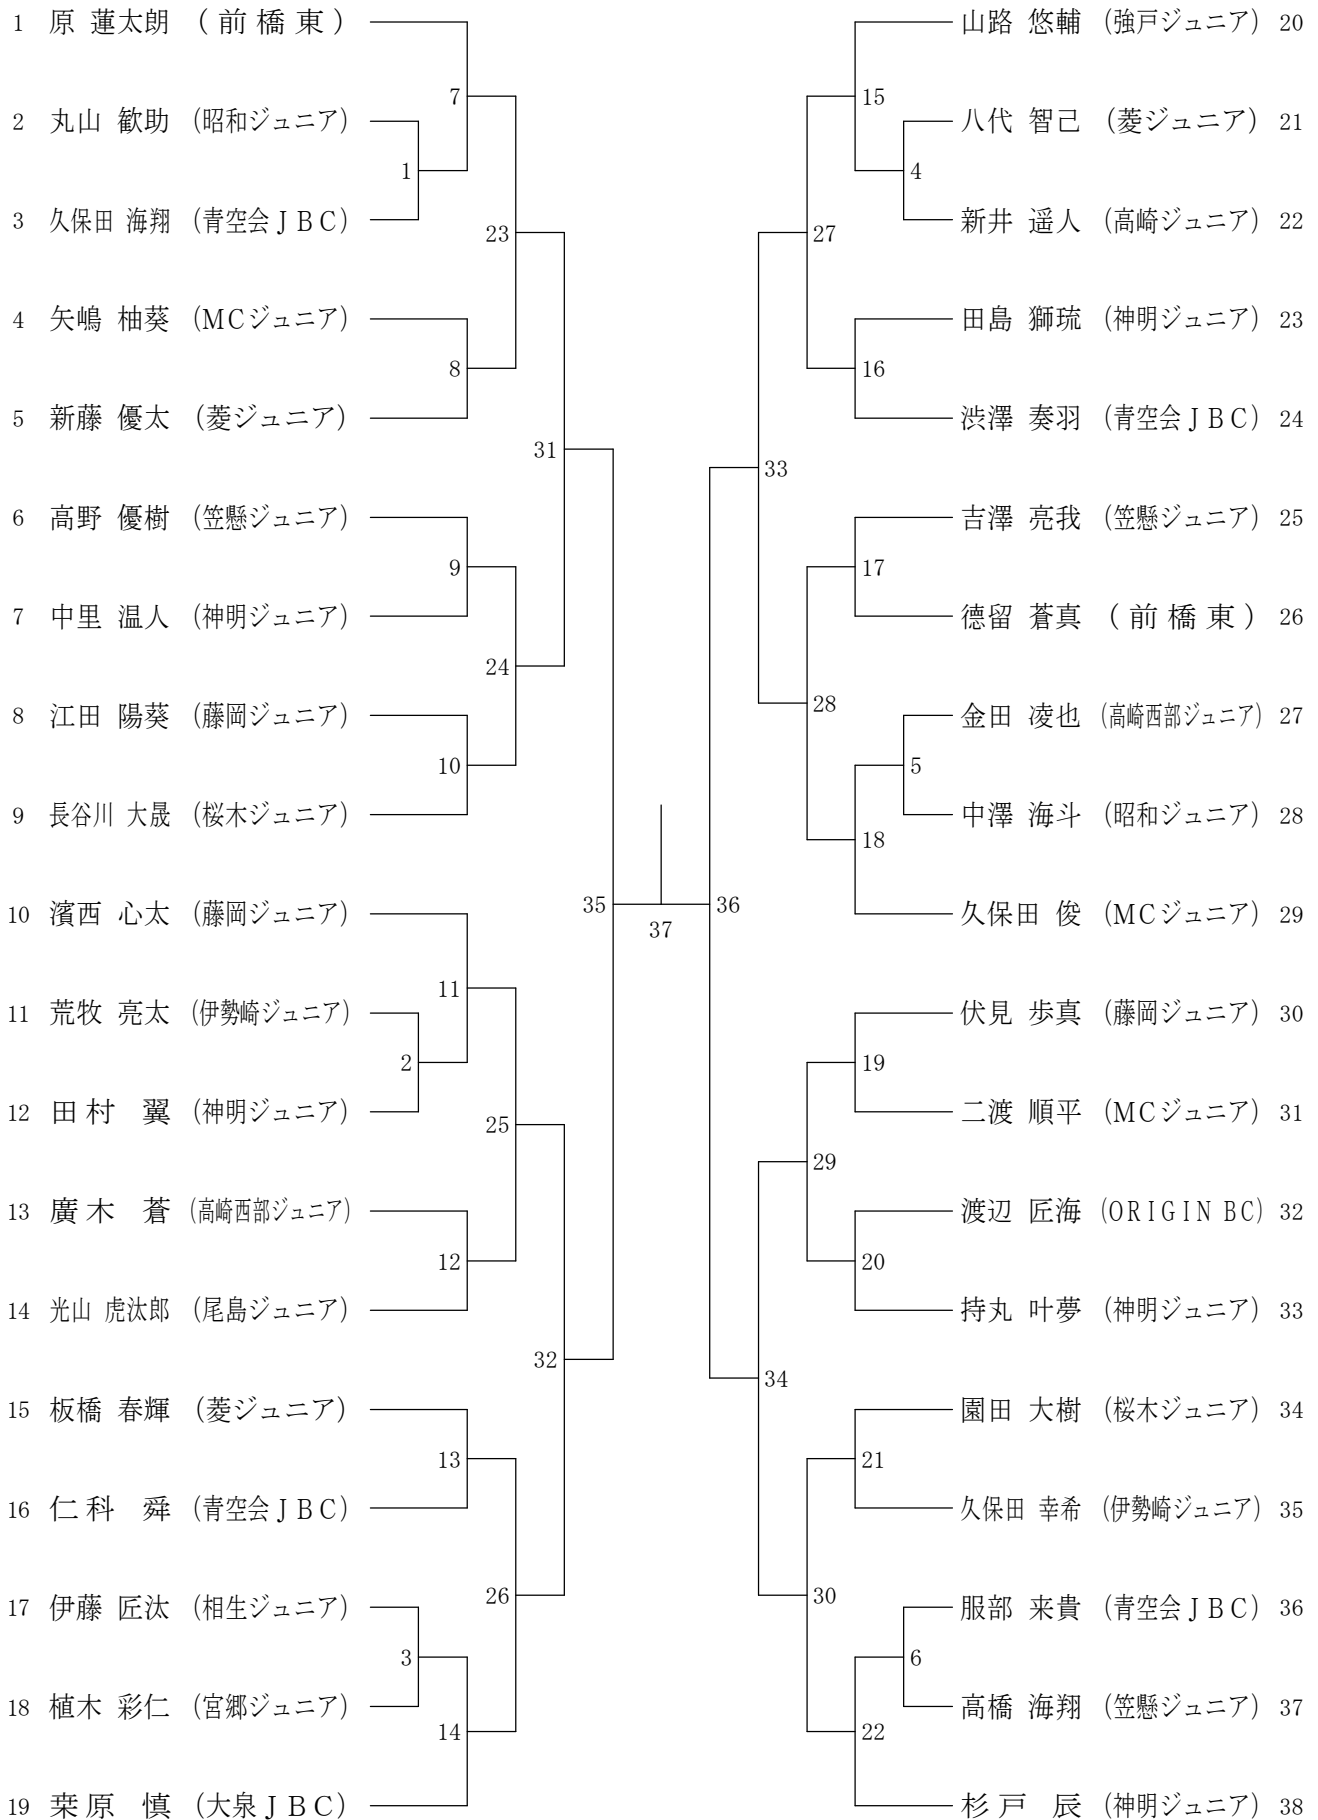 1 原 蓮太朗 (前橋東)
2 丸山 歓助 (昭和ジュニア)
3 久保田 海翔 (青空会ＪＢＣ)
4 矢嶋 柚葵 (MCジュニア)
5 新藤 優太 (菱ジュニア)
6 高野 優樹 (笠懸ジュニア)
7 中里 温人 (神明ジュニア)
8 江田 陽葵 (藤岡ジュニア)
9 長谷川 大晟 (桜木ジュニア)
10 濱西 心太 (藤岡ジュニア)
11 荒牧 亮太 (伊勢崎ジュニア)
12 田村 翼 (神明ジュニア)
13 廣木 蒼 (高崎西部ジュニア)
14 光山 虎汰郎 (尾島ジュニア)
15 板橋 春輝 (菱ジュニア)
16 仁科 舜 (青空会ＪＢＣ)
17 伊藤 匠汰 (相生ジュニア)
18 植木 彩仁 (宮郷ジュニア)
19 栗原 慎 (大泉ＪＢＣ)
1
2
3
7
8
9
10
11
12
13
14
23
24
25
26
31
32
35
37
36
33
34
27
28
29
30
15
16
17
18
19
20
21
22
4
5
6
山路 悠輔 (強戸ジュニア) 20
八代 智己 (菱ジュニア) 21
新井 遥人 (高崎ジュニア) 22
田島 獅琉 (神明ジュニア) 23
渋澤 奏羽 (青空会ＪＢＣ) 24
吉澤 亮我 (笠懸ジュニア) 25
德留 蒼真 (前橋東) 26
金田 凌也 (高崎西部ジュニア) 27
中澤 海斗 (昭和ジュニア) 28
久保田 俊 (MCジュニア) 29
伏見 歩真 (藤岡ジュニア) 30
二渡 順平 (MCジュニア) 31
渡辺 匠海 (ORIGIN BC) 32
持丸 叶夢 (神明ジュニア) 33
園田 大樹 (桜木ジュニア) 34
久保田 幸希 (伊勢崎ジュニア) 35
服部 来貴 (青空会ＪＢＣ) 36
高橋 海翔 (笠懸ジュニア) 37
杉戸 辰 (神明ジュニア) 38